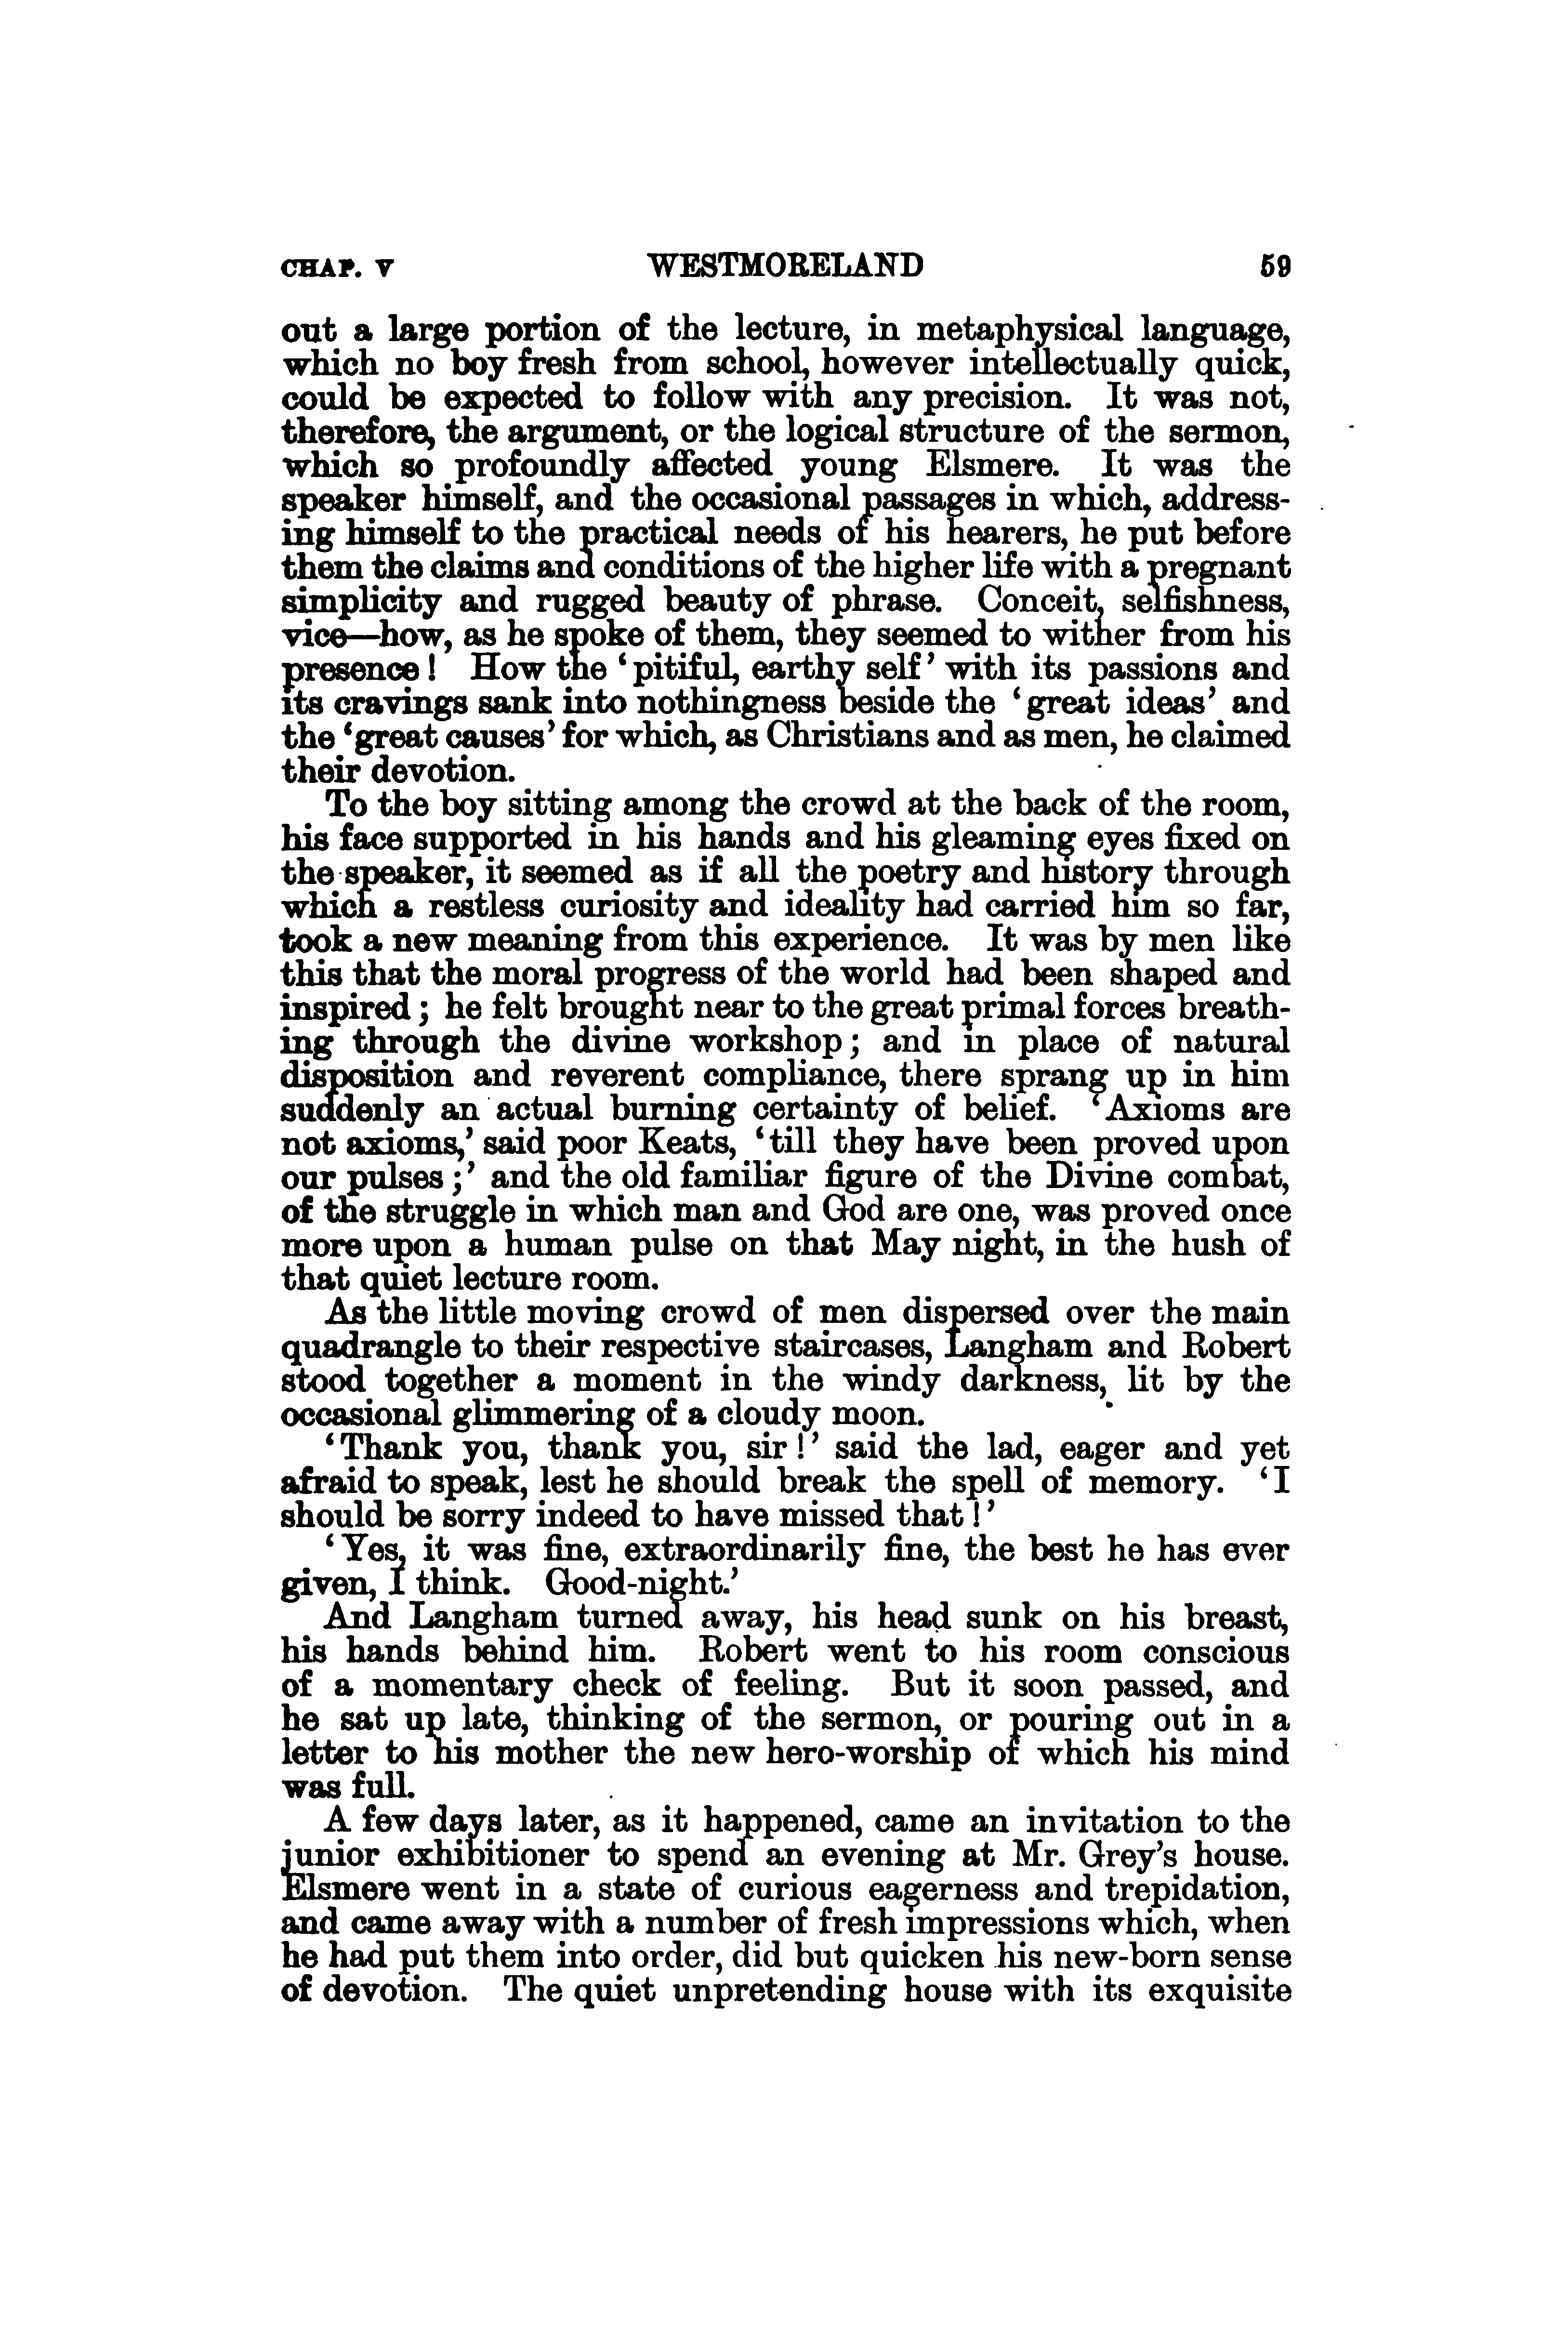 CHAP. V WESTMORELAND 59
out a large portion of the lecture, in metaphysical language,
which no boy fresh from school, however intellectually quick,
could be expected to follow with any precision. It was not,
therefore, the argument, or the logical structure of the sermon,
which so profoundly affected young Elsmere. It was the
speaker himself, and the occasional passages in which, address-
ing himself to the practical needs of his hearers, he put before
them the claims and conditions of the higher life with a pregnant
simplicity and rugged beauty of phrase. Conceit, selfishness,
vice—how, as he spoke of them, they seemed to wither from his
presence! How the ‘pitiful, earthy self’ with its passions and
its cravings sank into nothingness beside the ‘great ideas’ and
the ‘great causes’ for which, as Christians and as men, he claimed
their devotion.
To the boy sitting among the crowd at the back of the room,
his face supported in his hands and his gleaming eyes fixed on
the speaker, it seemed as if all the poetry and history through
which a restless curiosity and ideality had carried him so far,
took a new meaning from this experience. It was by men like
this that the moral progress of the world had been shaped and
inspired; he felt brought near to the great primal forces breath-
ing through the divine workshop; and in place of natural
disposition and reverent compliance, there sprang up in him
suddenly an actual burning certainty of belief. ‘Axioms are
not axioms,’ said poor Keats, ‘till they have been proved upon
our pulses;’ and the old familiar figure of the Divine combat,
of the struggle in which man and God are one, was proved once
more upon a human pulse on that May night, in the hush of
that quiet lecture room.
As the little moving crowd of men dispersed over the main
quadrangle to their respective staircases, Langham and Robert
stood together a moment in the windy darkness, lit by the
occasional glimmering of a cloudy moon.
‘Thank you, thank you, sir!’ said the lad, eager and yet
afraid to speak, lest he should break the spell of memory. ‘I
should be sorry indeed to have missed that!’
‘Yes, it was fine, extraordinarily fine, the best he has ever
given, I think. Good-night.’
And Langham turned away, his head sunk on his breast,
his hands behind him. Robert went to his room conscious
of a momentary check of feeling. But it soon passed, and
he sat up late, thinking of the sermon, or pouring out in a
letter to his mother the new hero-worship of which his mind
was full.
A few days later, as it happened, came an invitation to the
junior exhibitioner to spend an evening at Mr. Grey’s house.
Elsmere went in a state of curious eagerness and trepidation,
and came away with a number of fresh impressions which, when
he had put them into order, did but quicken his new-born sense
of devotion. The quiet unpretending house with its exquisite